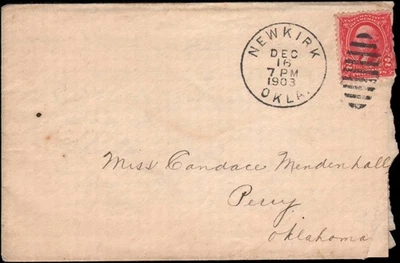 NEWKIRK
DEC
16
7 PM
1903
OKLA.
Miss Candace Mendenhall
Perry,
Oklahoma